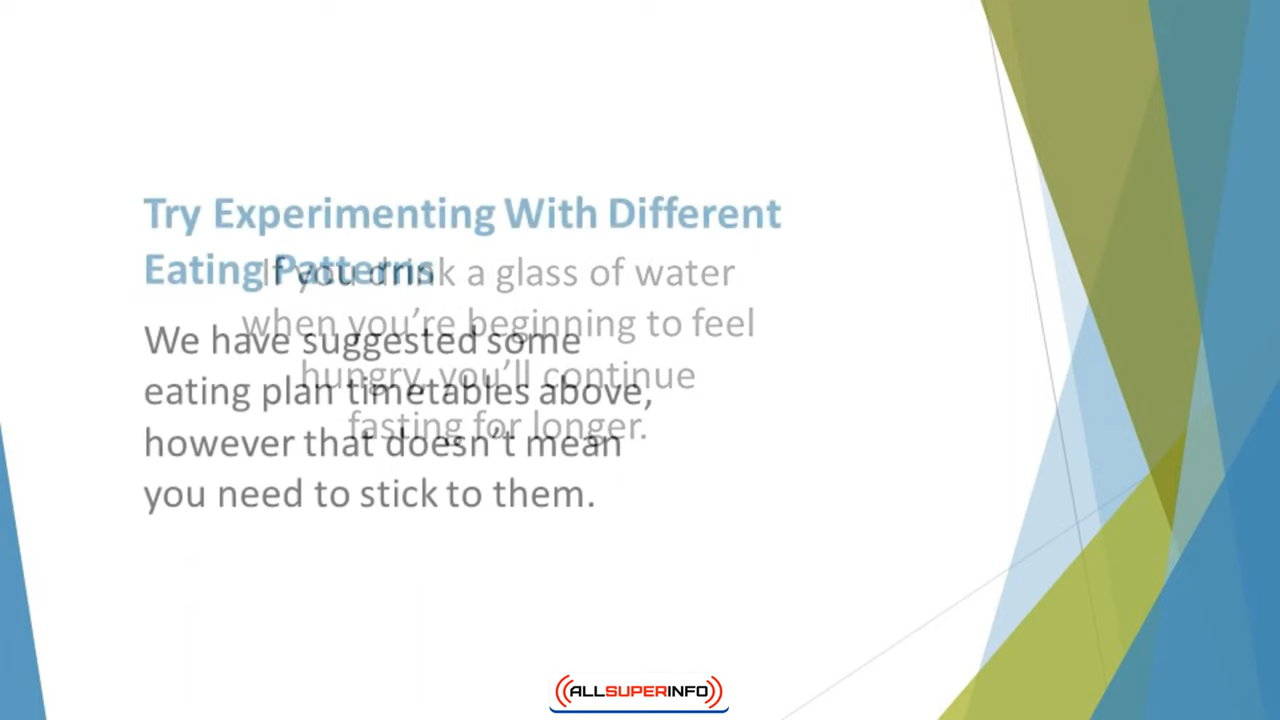 Try Experimenting With Different
Eating Patterns
If you drink a glass of water
when you're beginning to feel
hungry, you'll continue
fasting for longer.
We have suggested some
eating plan timetables above,
however that doesn't mean
you need to stick to them.
ALLSUPERINFO